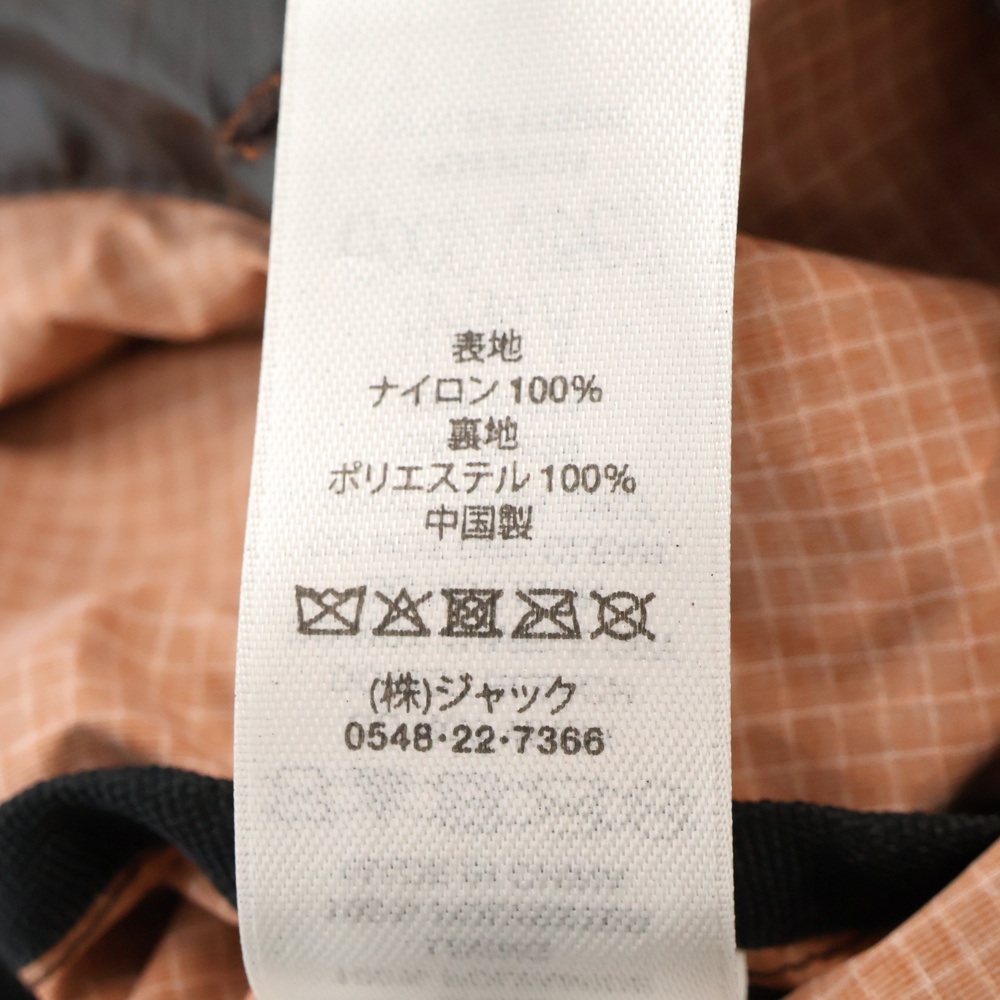 表地
ナイロン 100%
裏地
ポリエステル 100%
中国製
(株)ジャック
0548·22·7366